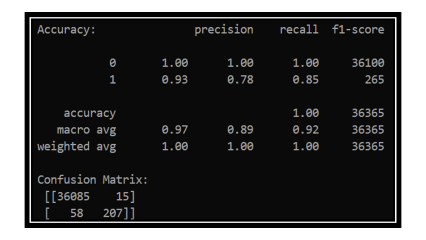 Accuracy: precision recall f1-score
0 1.00 1.00 1.00 36100
1 0.93 0.78 0.85 265
accuracy 1.00 36365
macro avg 0.97 0.89 0.92 36365
weighted avg 1.00 1.00 1.00 36365
Confusion Matrix:
[[36085 15]
[ 58 207]]